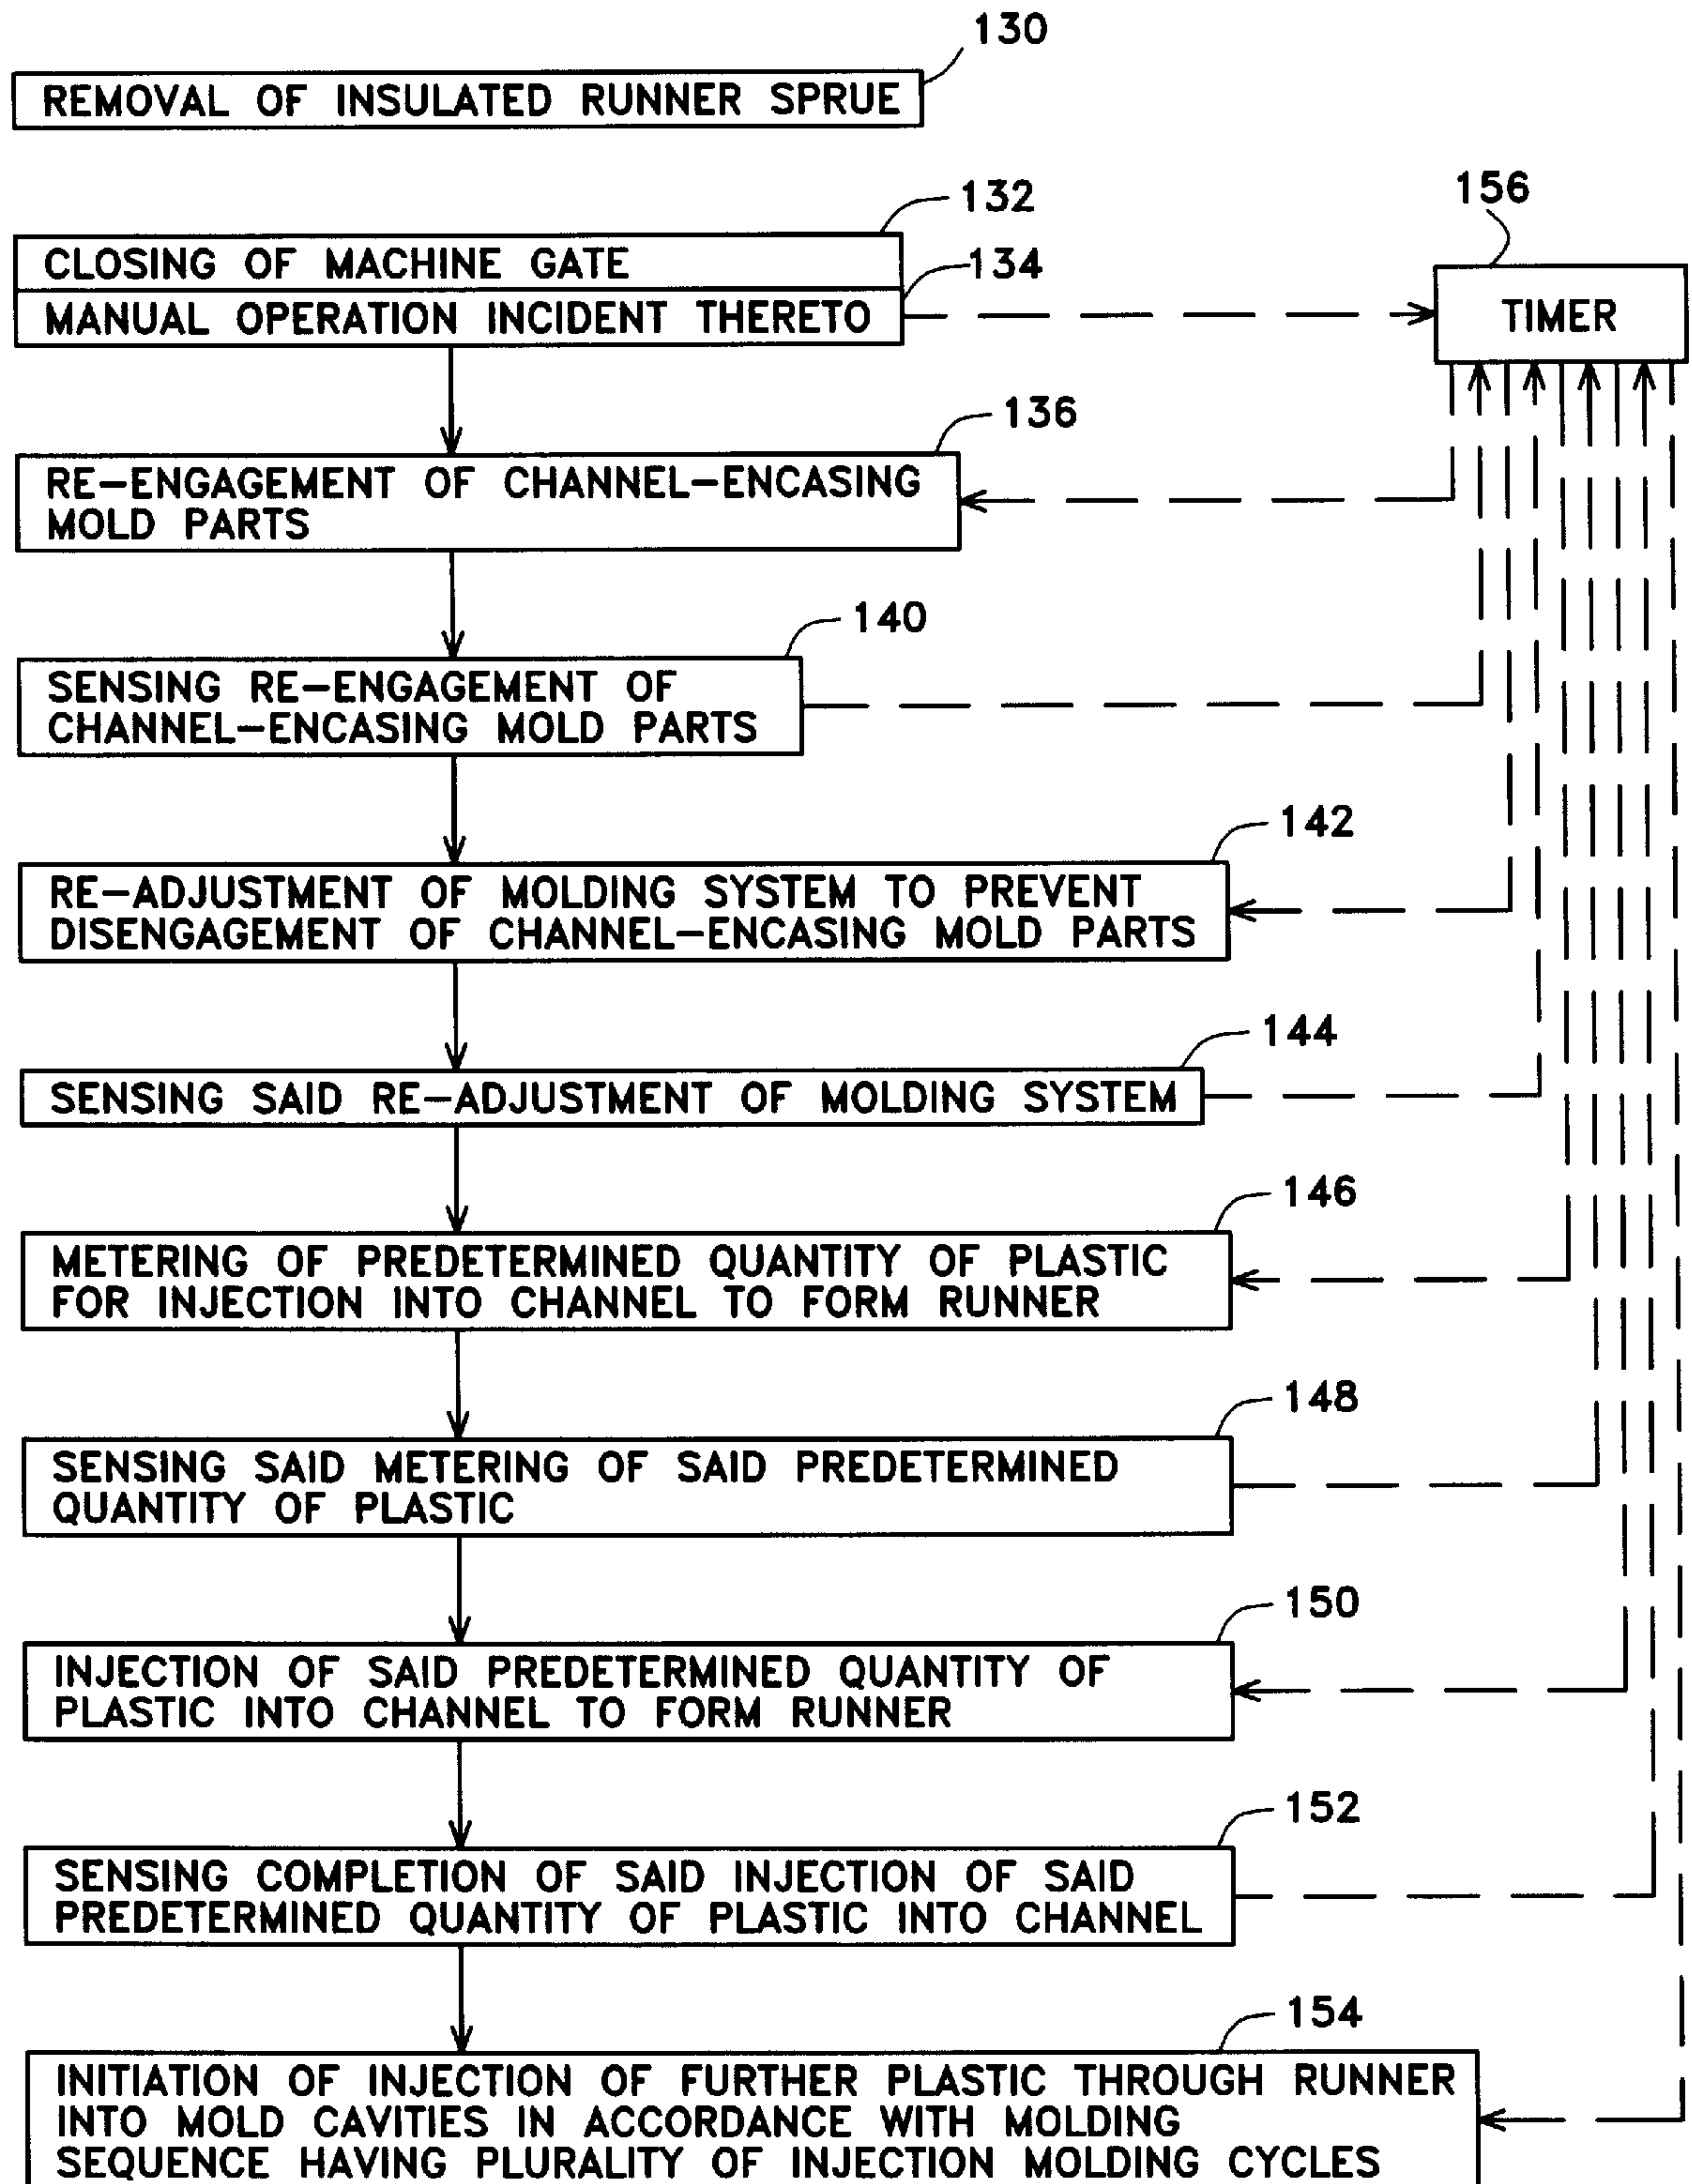 130
REMOVAL OF INSULATED RUNNER SPRUE
132
CLOSING OF MACHINE GATE
134
MANUAL OPERATION INCIDENT THERETO
156
TIMER
136
RE-ENGAGEMENT OF CHANNEL-ENCASING
MOLD PARTS
140
SENSING RE-ENGAGEMENT OF
CHANNEL-ENCASING MOLD PARTS
142
RE-ADJUSTMENT OF MOLDING SYSTEM TO PREVENT
DISENGAGEMENT OF CHANNEL-ENCASING MOLD PARTS
144
SENSING SAID RE-ADJUSTMENT OF MOLDING SYSTEM
146
METERING OF PREDETERMINED QUANTITY OF PLASTIC
FOR INJECTION INTO CHANNEL TO FORM RUNNER
148
SENSING SAID METERING OF SAID PREDETERMINED
QUANTITY OF PLASTIC
150
INJECTION OF SAID PREDETERMINED QUANTITY OF
PLASTIC INTO CHANNEL TO FORM RUNNER
152
SENSING COMPLETION OF SAID INJECTION OF SAID
PREDETERMINED QUANTITY OF PLASTIC INTO CHANNEL
154
INITIATION OF INJECTION OF FURTHER PLASTIC THROUGH RUNNER
INTO MOLD CAVITIES IN ACCORDANCE WITH MOLDING
SEQUENCE HAVING PLURALITY OF INJECTION MOLDING CYCLES